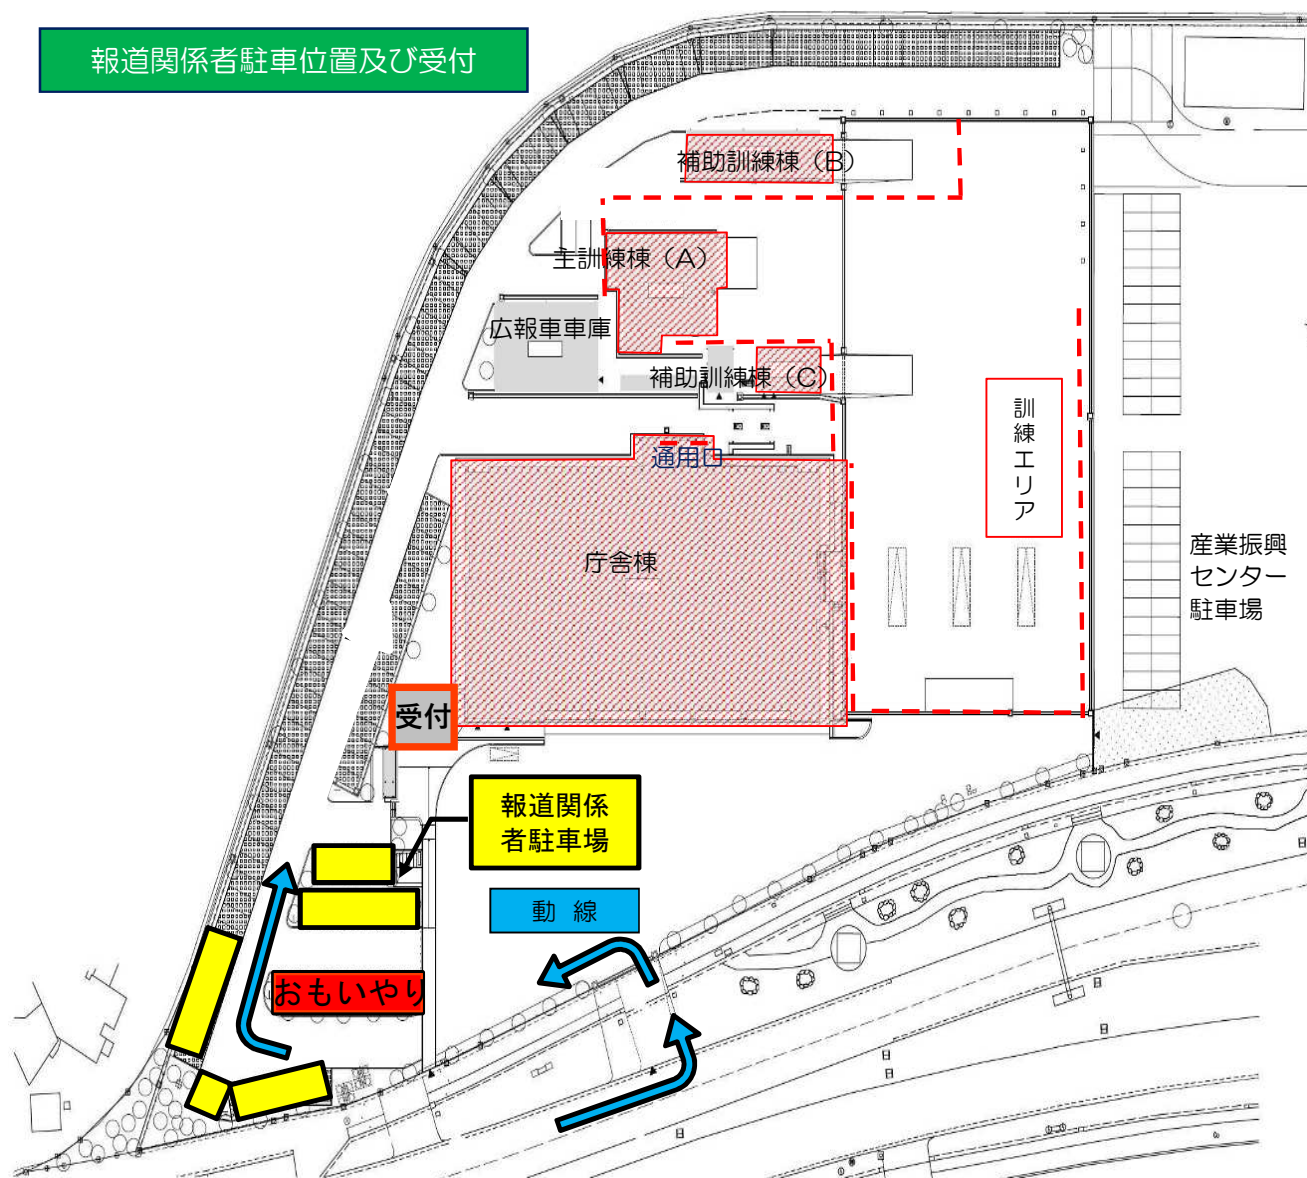 報道関係者駐車位置及び受付
補助訓練棟（B）
主訓練棟（A）
広報車車庫
補助訓練棟（C）
訓練エリア
通用口
庁舎棟
産業振興
センター
駐車場
受付
報道関係
者駐車場
動 線
おもいやり